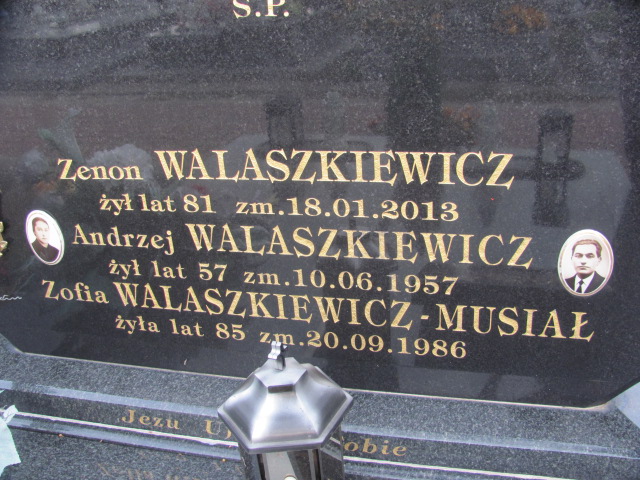 Ś.P.
Zenon WALASZKIEWICZ
żył lat 81 zm.18.01.2013
Andrzej WALASZKIEWICZ
żył lat 57 zm.10.06.1957
Zofia WALASZKIEWICZ-MUSIAŁ
żyła lat 85 zm.20.09.1986
Jezu